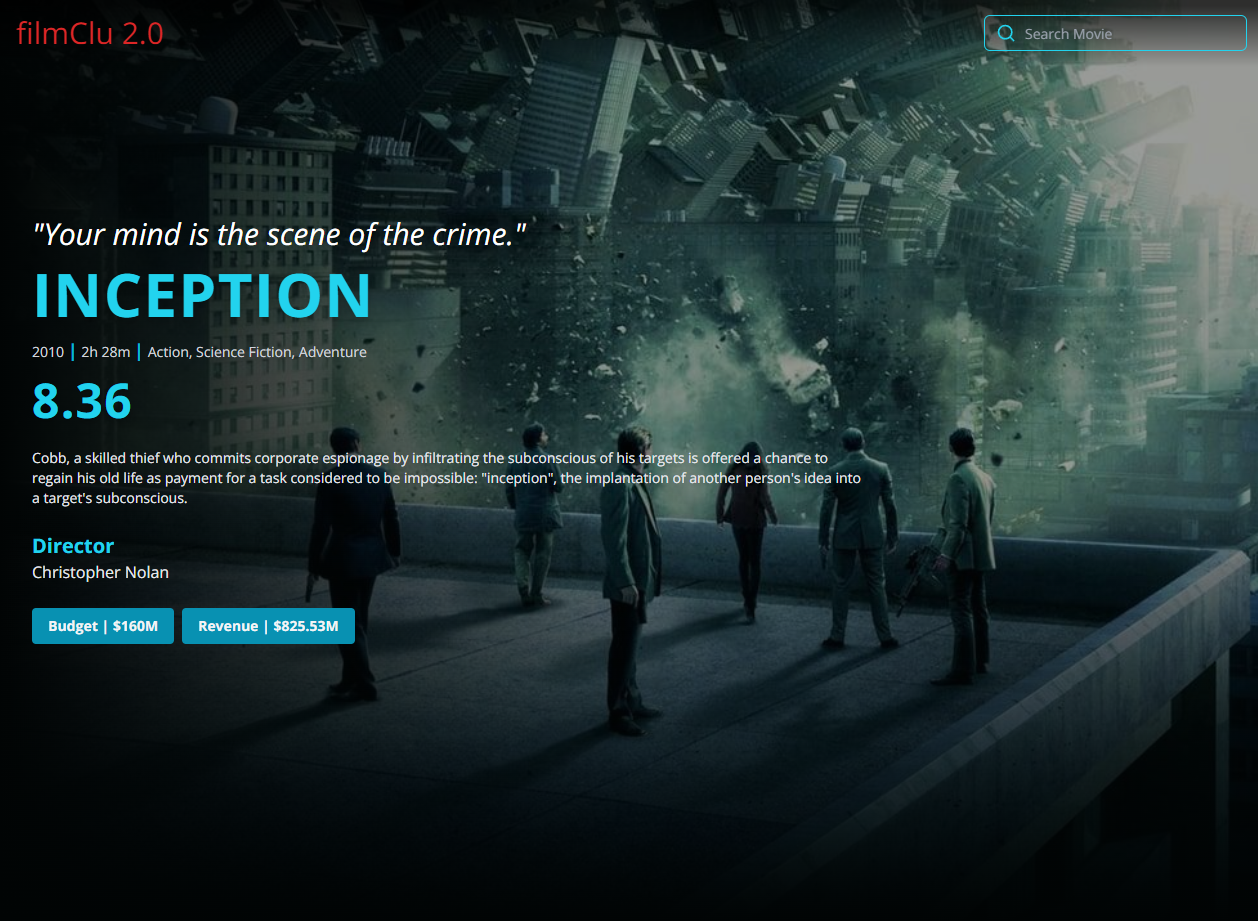 filmClu 2.0
Search Movie
"Your mind is the scene of the crime."
INCEPTION
2010 | 2h 28m | Action, Science Fiction, Adventure
8.36
Cobb, a skilled thief who commits corporate espionage by infiltrating the subconscious of his targets is offered a chance to
regain his old life as payment for a task considered to be impossible: "inception", the implantation of another person's idea into
a target's subconscious.
Director
Christopher Nolan
Budget | $160M
Revenue | $825.53M